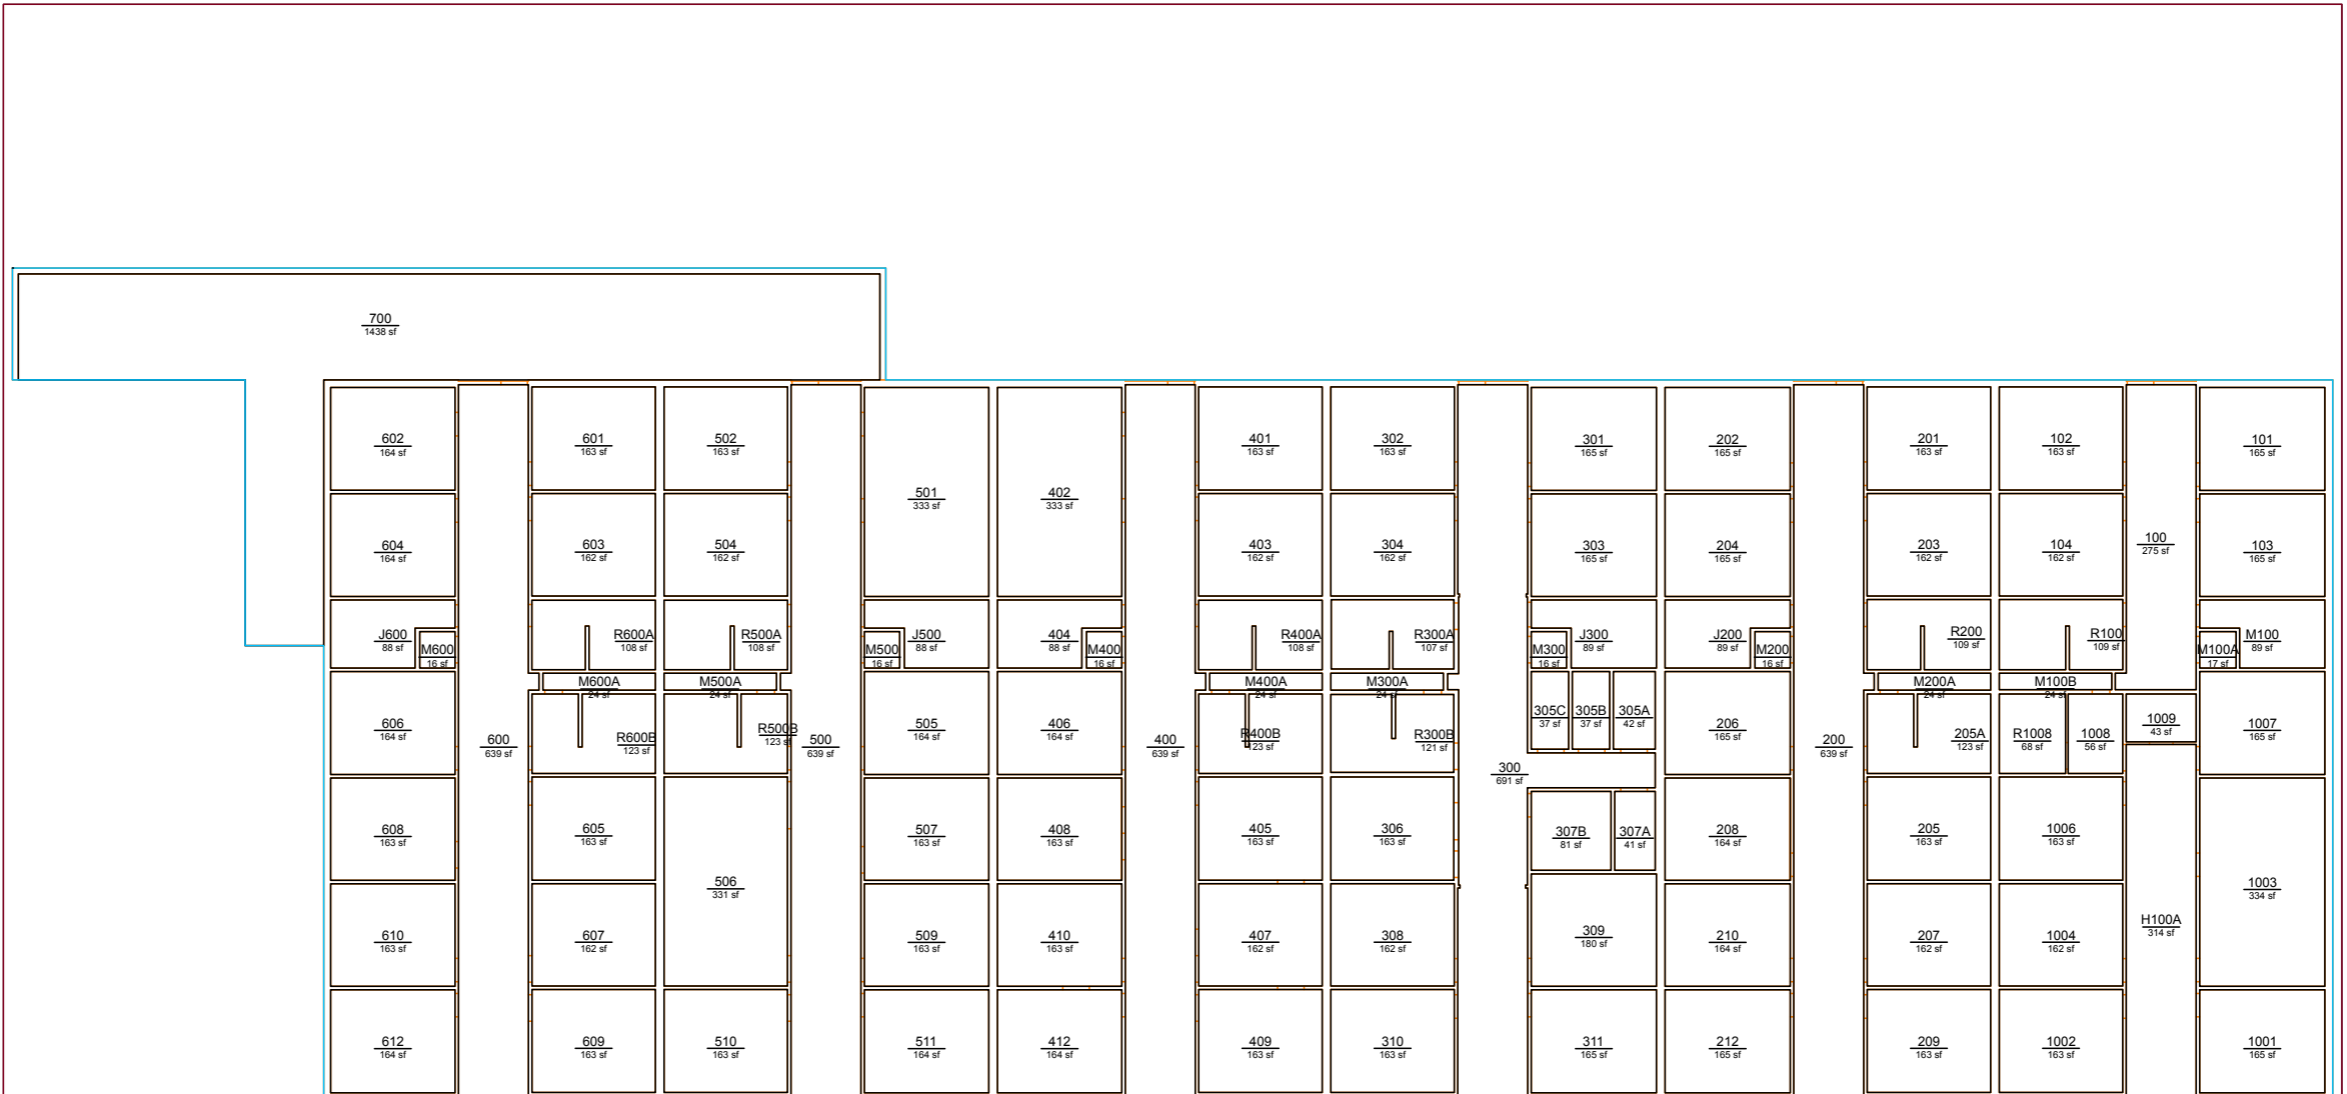 700
1438 sf
602
164 sf
601
163 sf
502
163 sf
501
333 sf
402
333 sf
401
163 sf
302
163 sf
301
165 sf
202
165 sf
201
163 sf
102
163 sf
101
165 sf
604
164 sf
603
162 sf
504
162 sf
403
162 sf
304
162 sf
303
165 sf
204
165 sf
203
162 sf
104
162 sf
100
275 sf
103
165 sf
J600
88 sf
M600
16 sf
R600A
108 sf
R500A
108 sf
M500
16 sf
J500
88 sf
404
88 sf
M400
16 sf
R400A
108 sf
R300A
107 sf
M300
16 sf
J300
89 sf
J200
89 sf
M200
16 sf
R200
109 sf
R100
109 sf
M100A
17 sf
M100
89 sf
M600A
24 sf
M500A
24 sf
M400A
24 sf
M300A
24 sf
M200A
24 sf
M100B
24 sf
606
164 sf
600
639 sf
R600B
123 sf
R500B
123 sf
500
639 sf
505
164 sf
406
164 sf
400
639 sf
R400B
123 sf
R300B
121 sf
300
691 sf
305C
37 sf
305B
37 sf
305A
42 sf
206
165 sf
200
639 sf
205A
123 sf
R1008
68 sf
1008
56 sf
1009
43 sf
1007
165 sf
608
163 sf
605
163 sf
506
331 sf
507
163 sf
408
163 sf
405
163 sf
306
163 sf
307B
81 sf
307A
41 sf
208
164 sf
205
163 sf
1006
163 sf
1003
334 sf
610
163 sf
607
162 sf
509
163 sf
410
163 sf
407
162 sf
308
162 sf
309
180 sf
210
164 sf
207
162 sf
1004
162 sf
H100A
314 sf
612
164 sf
609
163 sf
510
163 sf
511
164 sf
412
164 sf
409
163 sf
310
163 sf
311
165 sf
212
165 sf
209
163 sf
1002
163 sf
1001
165 sf